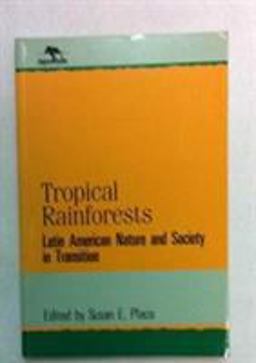 Tropical
Rainforests
Latin American Nature and Society
in Transition
Edited by Susan E. Place